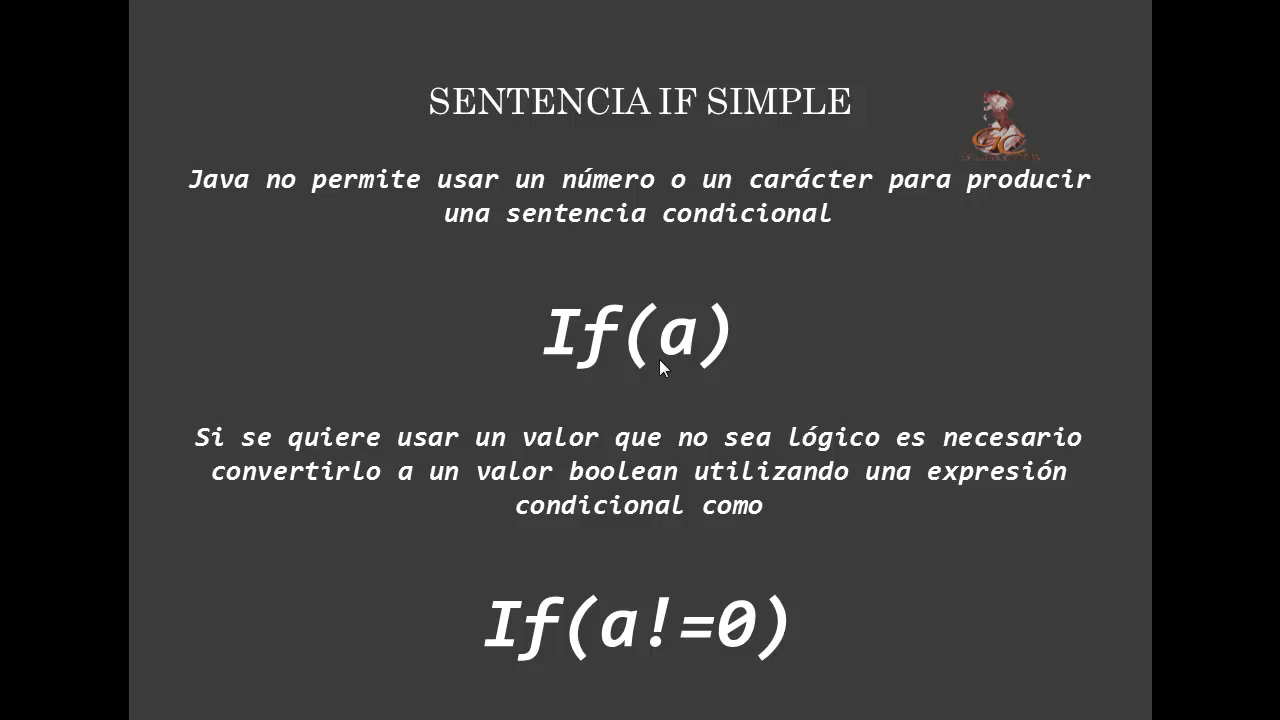 SENTENCIA IF SIMPLE
Java no permite usar un número o un carácter para producir
una sentencia condicional
If(a)
Si se quiere usar un valor que no sea lógico es necesario
convertirlo a un valor boolean utilizando una expresión
condicional como
If(a!=0)